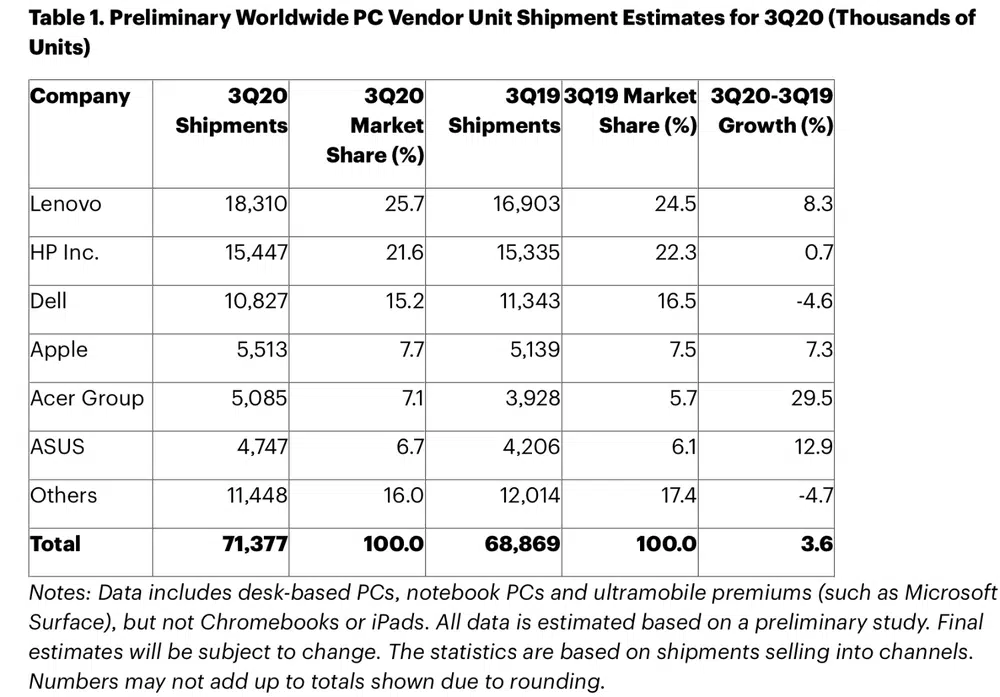 Table 1. Preliminary Worldwide PC Vendor Unit Shipment Estimates for 3Q20 (Thousands of
Units)
Company 3Q20 Shipments 3Q20 Market Share (%) 3Q19 Shipments 3Q19 Market Share (%) 3Q20-3Q19 Growth (%)
Lenovo 18,310 25.7 16,903 24.5 8.3
HP Inc. 15,447 21.6 15,335 22.3 0.7
Dell 10,827 15.2 11,343 16.5 -4.6
Apple 5,513 7.7 5,139 7.5 7.3
Acer Group 5,085 7.1 3,928 5.7 29.5
ASUS 4,747 6.7 4,206 6.1 12.9
Others 11,448 16.0 12,014 17.4 -4.7
Total 71,377 100.0 68,869 100.0 3.6
Notes: Data includes desk-based PCs, notebook PCs and ultramobile premiums (such as Microsoft
Surface), but not Chromebooks or iPads. All data is estimated based on a preliminary study. Final
estimates will be subject to change. The statistics are based on shipments selling into channels.
Numbers may not add up to totals shown due to rounding.